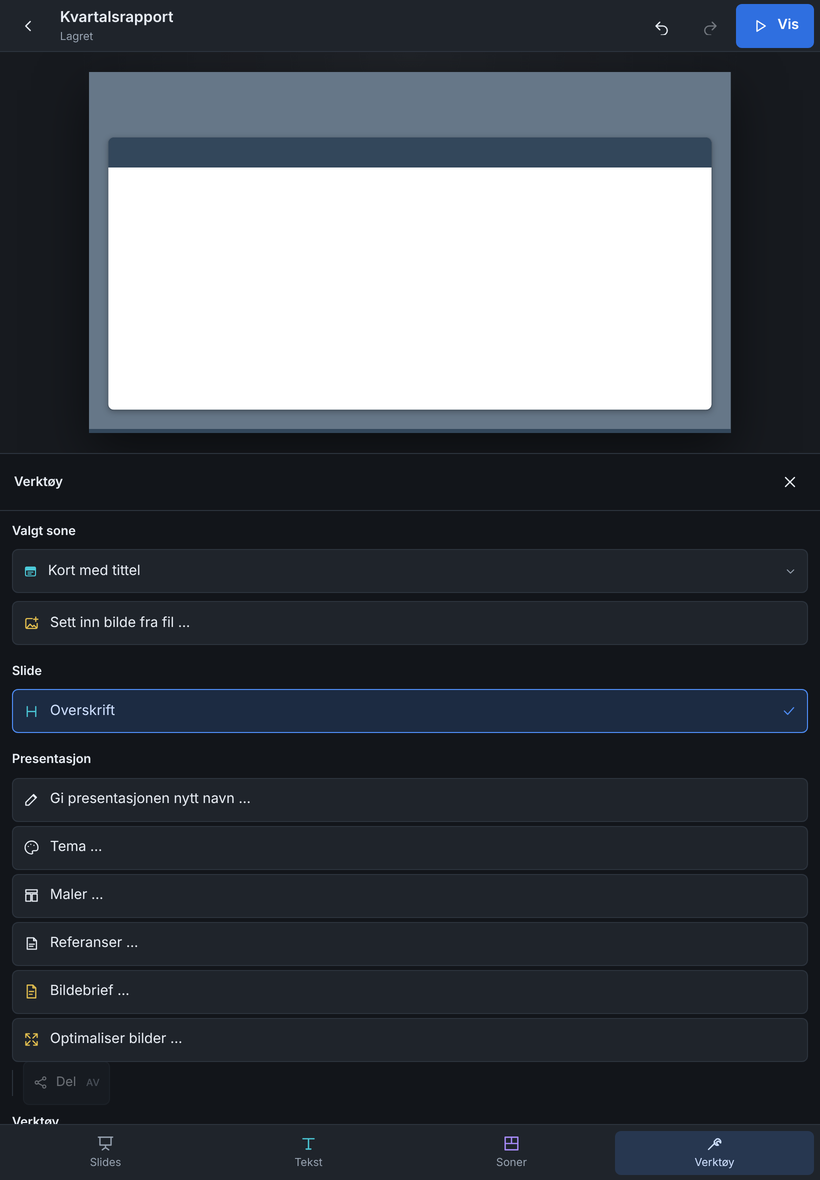 Kvartalsrapport
Lagret
Vis
Verktøy
Valgt sone
Kort med tittel
Sett inn bilde fra fil ...
Slide
Overskrift
Presentasjon
Gi presentasjonen nytt navn ...
Tema ...
Maler ...
Referanser ...
Bildebrief ...
Optimaliser bilder ...
Del AV
Verktøy
Slides
Tekst
Soner
Verktøy